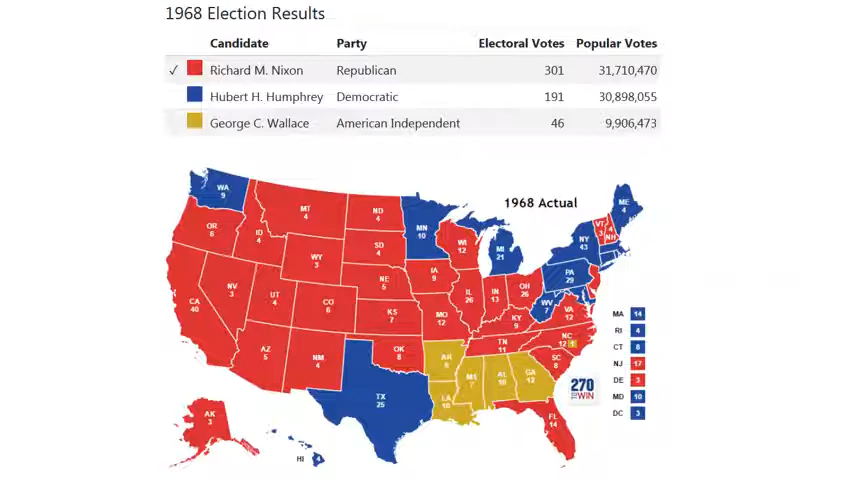 1968 Election Results
Candidate Party Electoral Votes Popular Votes
✓ Richard M. Nixon Republican 301 31,710,470
Hubert H. Humphrey Democratic 191 30,898,055
George C. Wallace American Independent 46 9,906,473
1968 Actual
WA 9
OR 6
CA 40
NV 3
ID 4
MT 4
WY 3
UT 4
AZ 5
CO 6
NM 4
ND 4
SD 4
NE 5
KS 7
OK 8
TX 25
MN 10
IA 9
MO 12
AR 6
LA 10
WI 12
IL 26
MI 21
IN 13
OH 26
KY 9
TN 11
MS 7
AL 10
GA 12
FL 14
SC 8
NC 12 1
VA 12
WV 7
PA 29
NY 43
VT 3
4 NH
ME 4
AK 3
HI 4
MA 14
RI 4
CT 8
NJ 17
DE 3
MD 10
DC 3
270
TO WIN